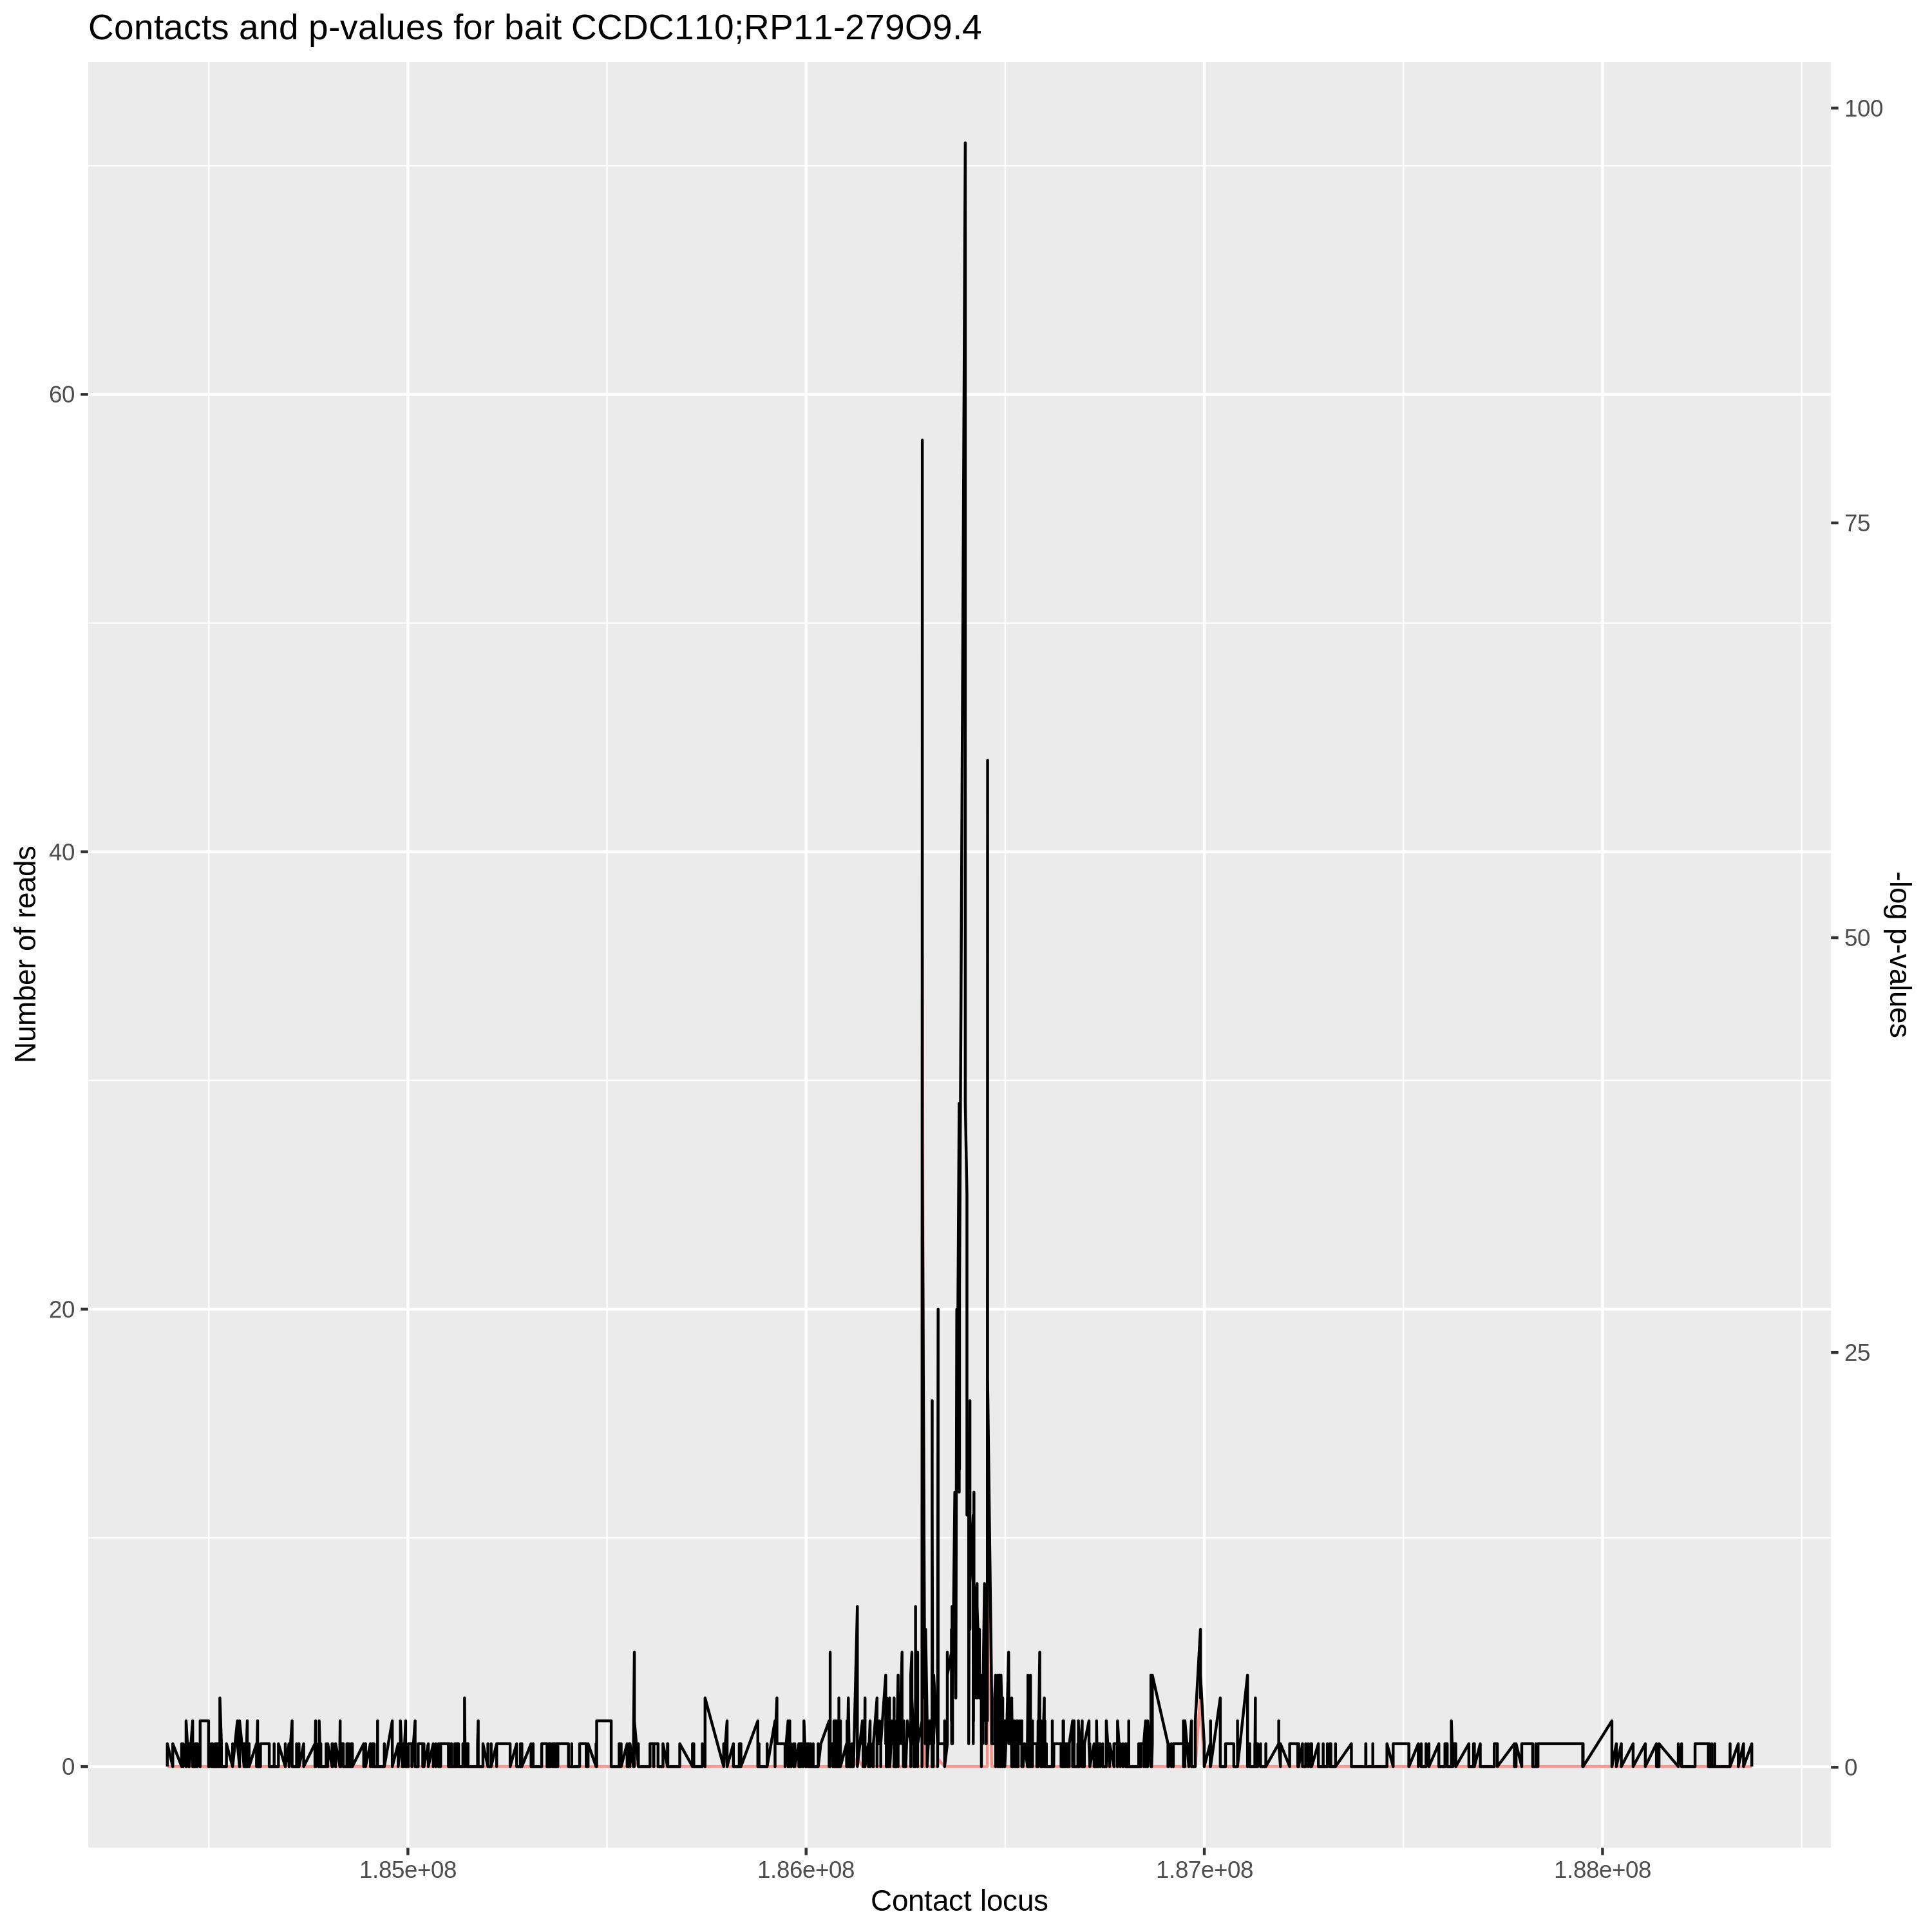 Contacts and p-values for bait CCDC110;RP11-279O9.4
Number of reads
60
40
20
0
100
75
50
25
0
-log p-values
1.85e+08 1.86e+08 1.87e+08 1.88e+08
Contact locus